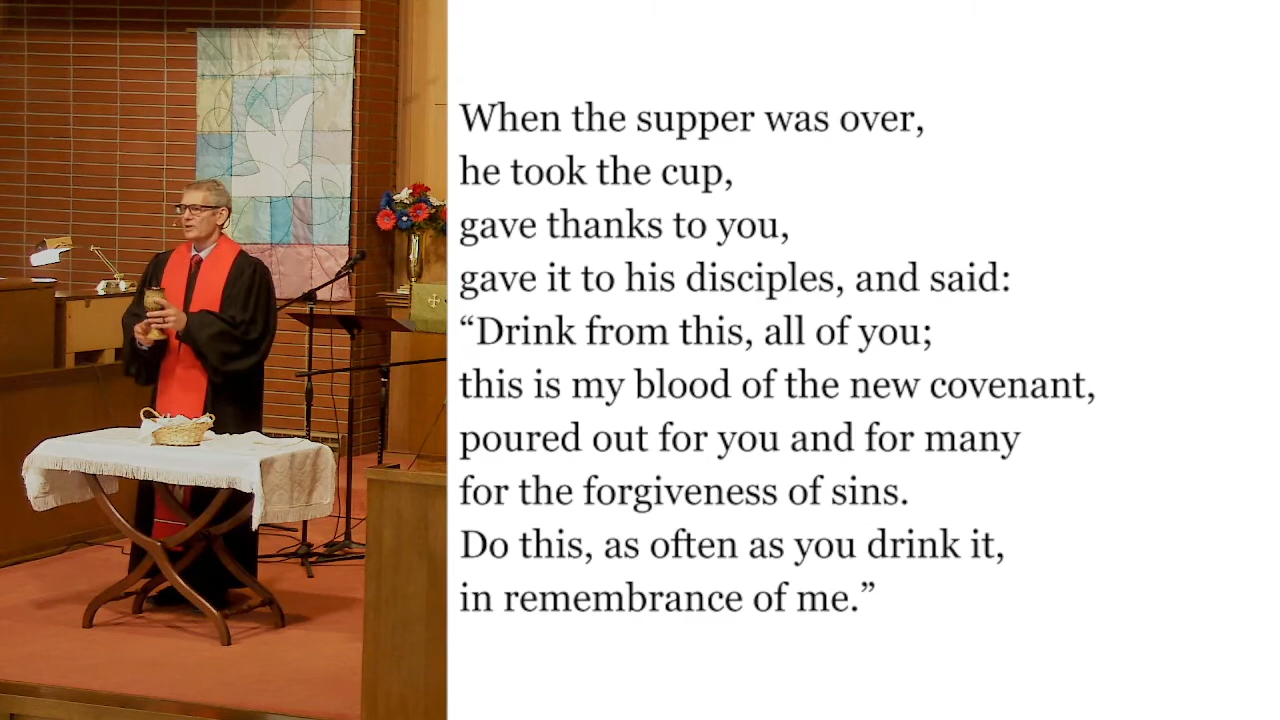 When the supper was over,
he took the cup,
gave thanks to you,
gave it to his disciples, and said:
“Drink from this, all of you;
this is my blood of the new covenant,
poured out for you and for many
for the forgiveness of sins.
Do this, as often as you drink it,
in remembrance of me.”